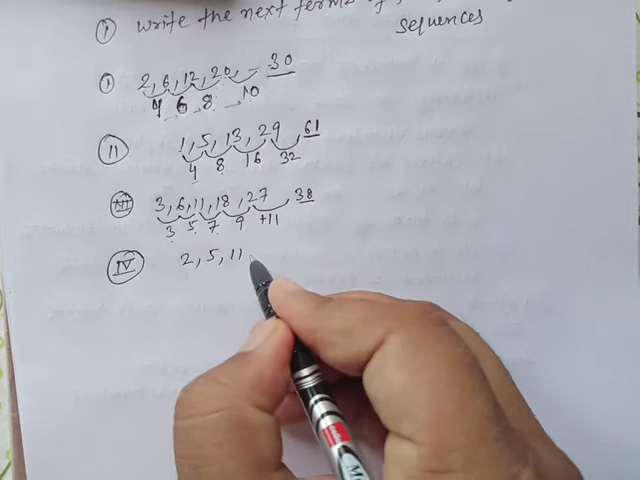 ① Write the next terms of
sequences
① 2, 6, 12, 20, — 30
4 6 8 10
Ⅱ 1, 5, 13, 29 61
4 8 16 32
Ⅲ 3, 6, 11, 18, 27 38
3 5 7 9 +11
Ⅳ 2, 5, 11